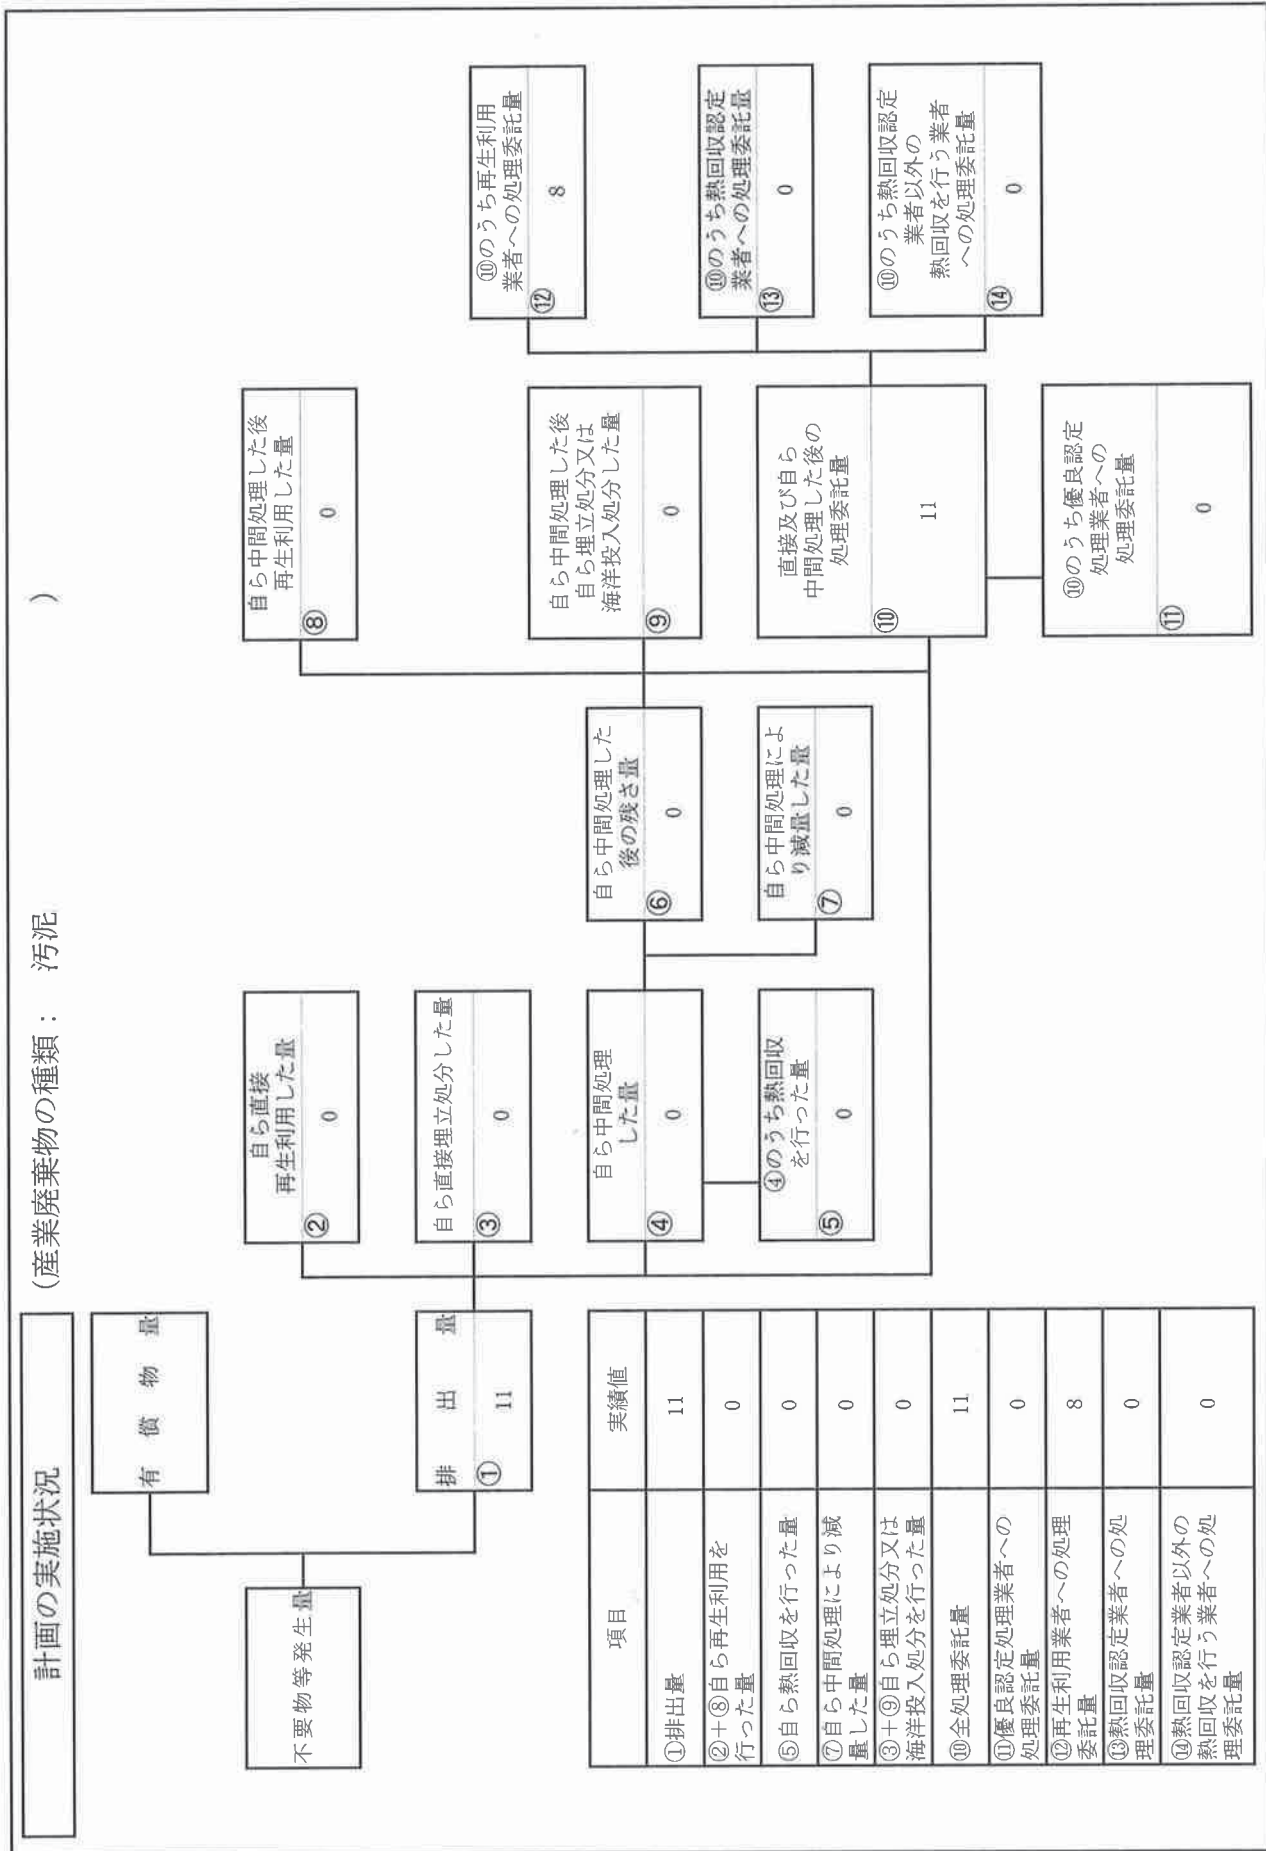 計画の実施状況
(産業廃棄物の種類： 汚泥 )
不要物等発生量
有償物量
排出量
①
11
自ら直接
再生利用した量
②
0
自ら直接埋立処分した量
③
0
自ら中間処理
した量
④
0
④のうち熱回収
を行った量
⑤
0
自ら中間処理した
後の残さ量
⑥
0
自ら中間処理によ
り減量した量
⑦
0
自ら中間処理した後
再生利用した量
⑧
0
自ら中間処理した後
自ら埋立処分又は
海洋投入処分した量
⑨
0
直接及び自ら
中間処理した後の
処理委託量
⑩
11
⑩のうち優良認定
処理業者への
処理委託量
⑪
0
⑩のうち再生利用
業者への処理委託量
⑫
8
⑩のうち熱回収認定
業者への処理委託量
⑬
0
⑩のうち熱回収認定
業者以外の
熱回収を行う業者
への処理委託量
⑭
0
項目 実績値
①排出量 11
②＋⑧自ら再生利用を
行った量 0
⑤自ら熱回収を行った量 0
⑦自ら中間処理により減
量した量 0
③＋⑨自ら埋立処分又は
海洋投入処分を行った量 0
⑩全処理委託量 11
⑪優良認定処理業者への
処理委託量 0
⑫再生利用業者への処理
委託量 8
⑬熱回収認定業者への処
理委託量 0
⑭熱回収認定業者以外の
熱回収を行う業者への処
理委託量 0